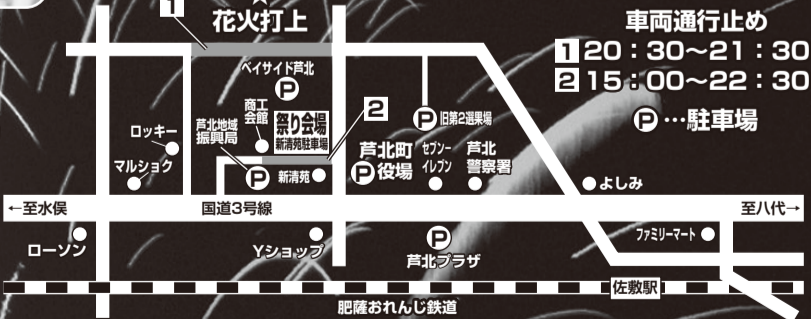 1
花火打上
車両通行止め
1 20：30〜21：30
2 15：00〜22：30
P…駐車場
ベイサイド芦北
P
商工
会館
祭り会場
新清苑駐車場
2
P 旧第2選果場
芦北地域
振興局
P
新清苑
ロッキー
マルショク
芦北町
P 役場
セブンー
イレブン
芦北
警察署
よしみ
←至水俣
国道3号線
至八代→
ローソン
Yショップ
P
芦北プラザ
ファミリーマート
佐敷駅
肥薩おれんじ鉄道